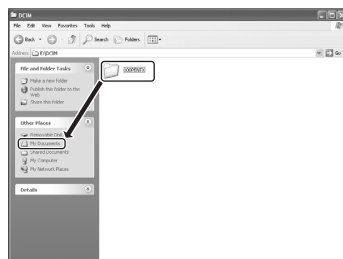 DCIM
File Edit View Favorites Tools Help
Back Search Folders
Address E:\DCIM Go
File and Folder Tasks
Make a new folder
Publish this folder to the
Web
Share this folder
Other Places
Removable Disk
My Documents
Shared Documents
My Computer
My Network Places
Details